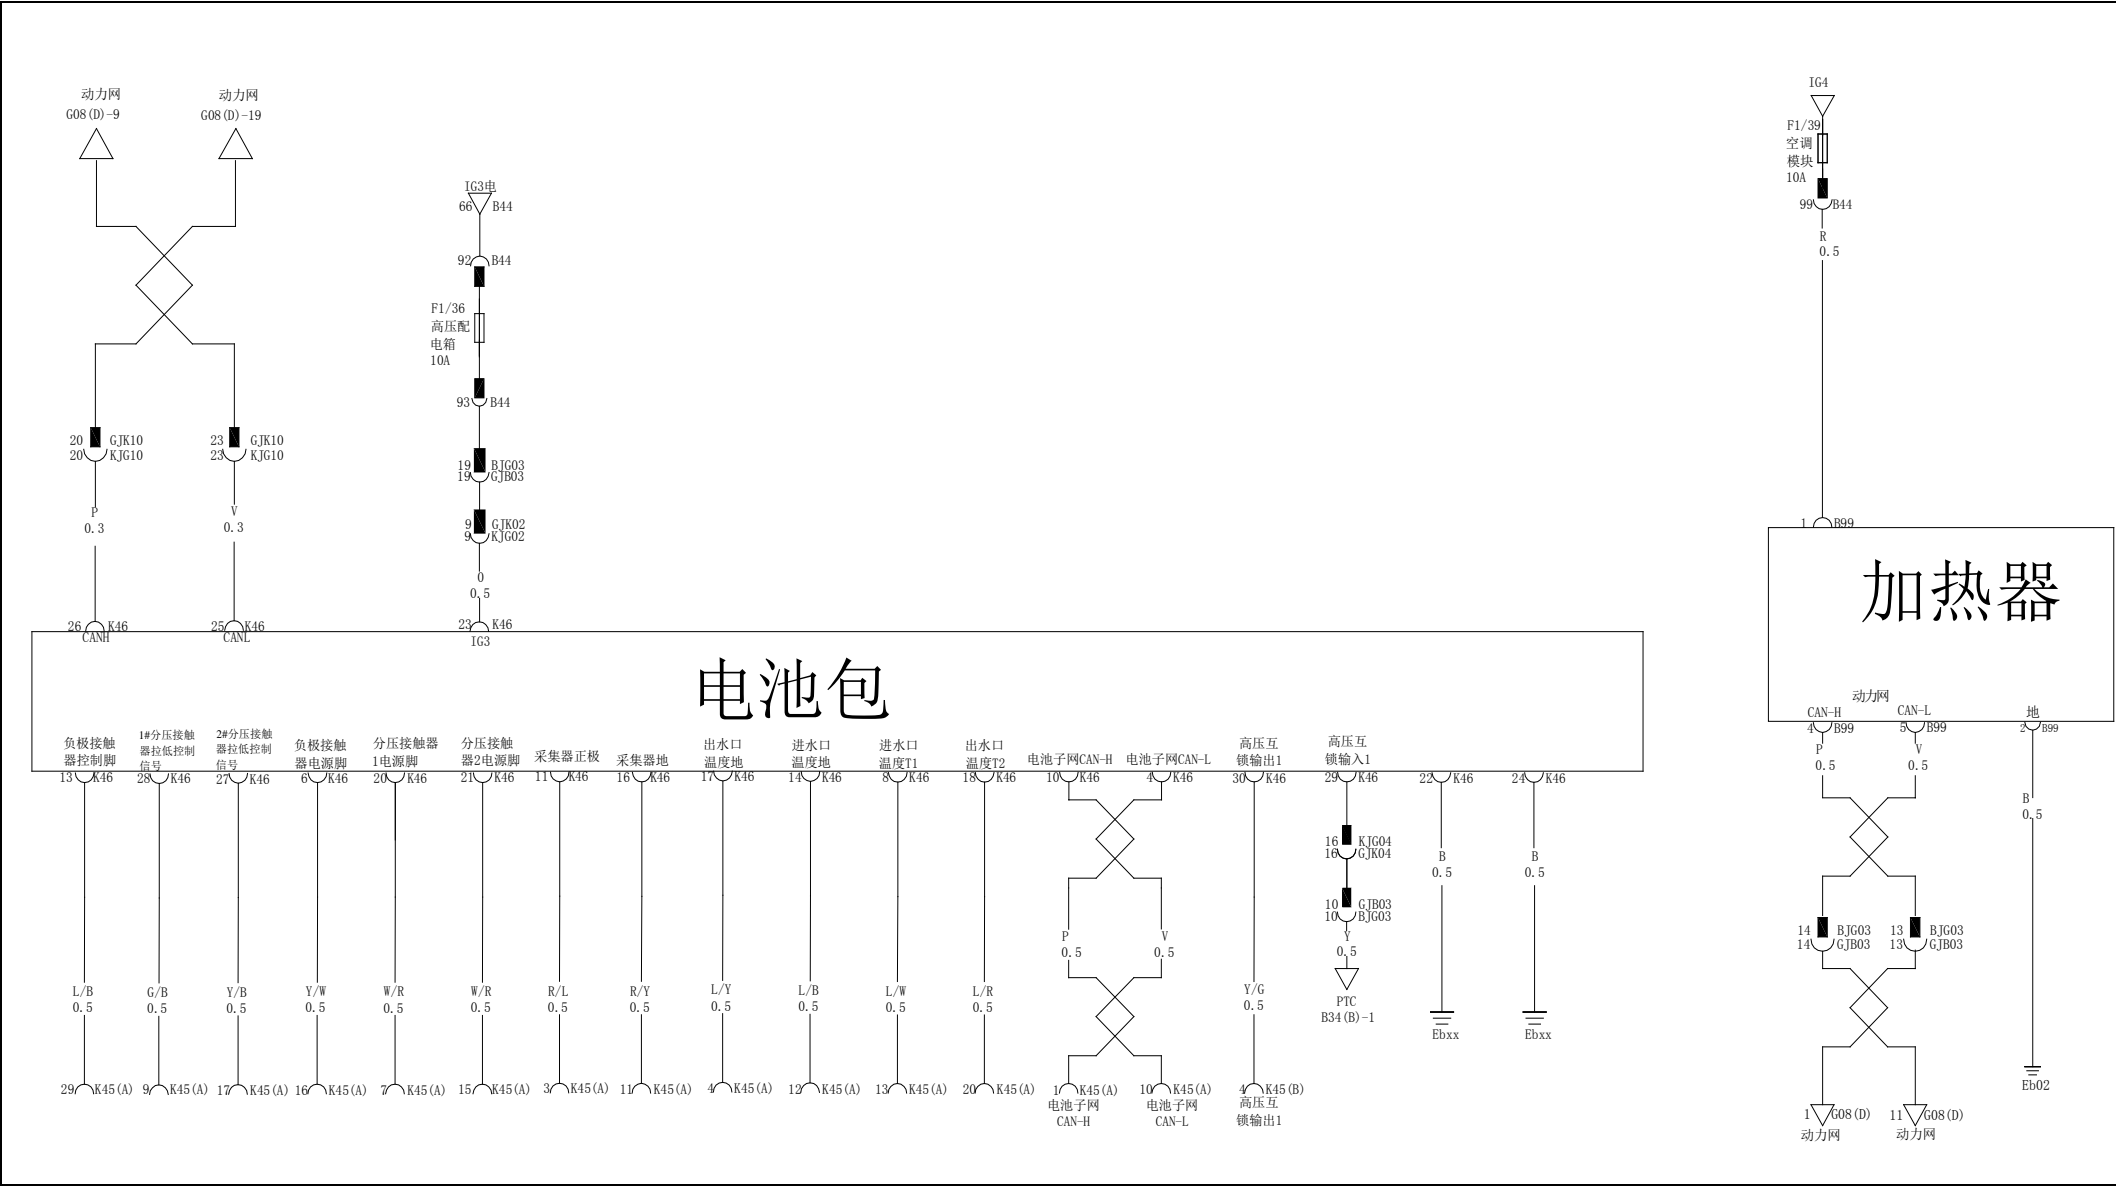 动力网
G08(D)-9
动力网
G08(D)-19
IG3电
66 B44
92 B44
F1/36
高压配
电箱
10A
93 B44
19 BJG03
19 GJB03
9 GJK02
9 KJG02
O
0.5
23 K46
IG3
20 GJK10
20 KJG10
23 GJK10
23 KJG10
P
0.3
V
0.3
26 K46
CANH
25 K46
CANL
IG4
F1/39
空调
模块
10A
99 B44
R
0.5
1 B99
加热器
动力网
CAN-H
CAN-L
地
4 B99
5 B99
2 B99
P
0.5
V
0.5
B
0.5
14 BJG03
14 GJB03
13 BJG03
13 GJB03
1 G08(D)
动力网
11 G08(D)
动力网
Eb02
电池包
负极接触
器控制脚
13 K46
1#分压接触
器拉低控制
信号
28 K46
2#分压接触
器拉低控制
信号
27 K46
负极接触
器电源脚
6 K46
分压接触器
1电源脚
20 K46
分压接触
器2电源脚
21 K46
采集器正极
11 K46
采集器地
16 K46
出水口
温度地
17 K46
进水口
温度地
14 K46
进水口
温度T1
8 K46
出水口
温度T2
18 K46
电池子网CAN-H
10 K46
电池子网CAN-L
4 K46
高压互
锁输出1
30 K46
高压互
锁输入1
29 K46
22 K46
24 K46
16 KJG04
16 GJK04
10 GJB03
10 BJG03
Y
0.5
PTC
B34(B)-1
B
0.5
Ebxx
B
0.5
Ebxx
P
0.5
V
0.5
L/B
0.5
G/B
0.5
Y/B
0.5
Y/W
0.5
W/R
0.5
W/R
0.5
R/L
0.5
R/Y
0.5
L/Y
0.5
L/B
0.5
L/W
0.5
L/R
0.5
Y/G
0.5
29 K45(A)
9 K45(A)
17 K45(A)
16 K45(A)
7 K45(A)
15 K45(A)
3 K45(A)
11 K45(A)
4 K45(A)
12 K45(A)
13 K45(A)
20 K45(A)
1 K45(A)
电池子网
CAN-H
10 K45(A)
电池子网
CAN-L
4 K45(B)
高压互
锁输出1